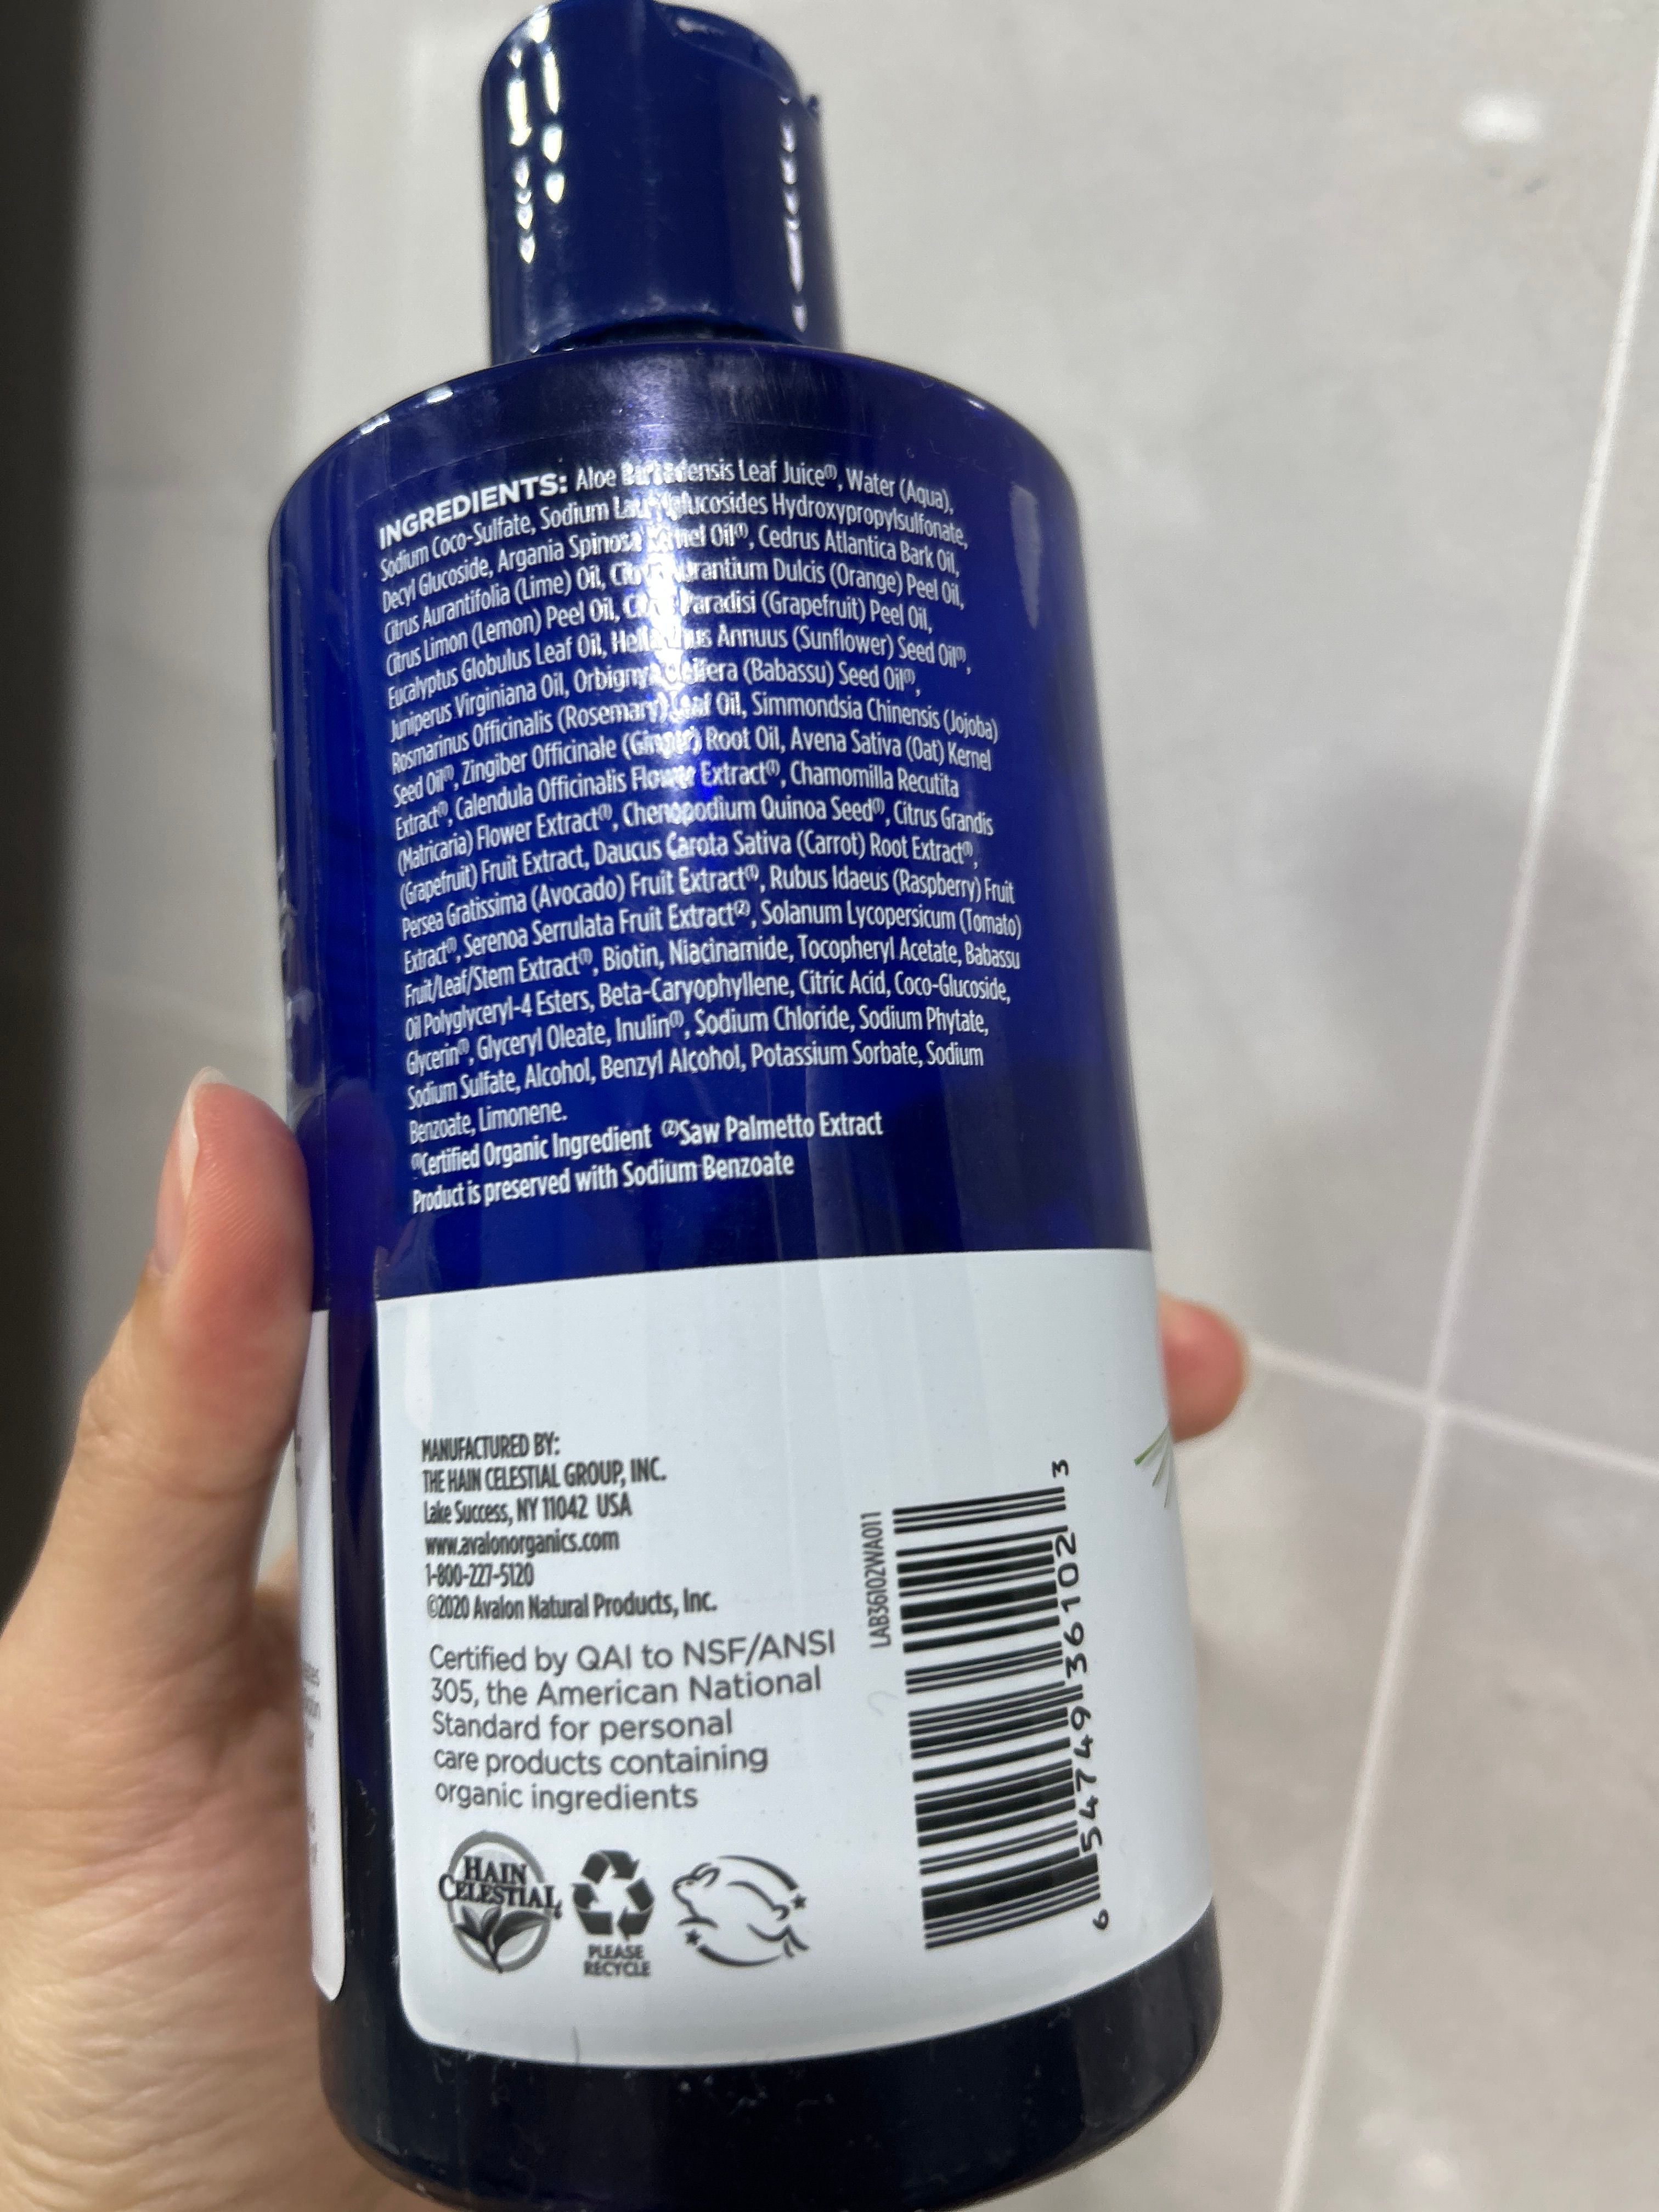 INGREDIENTS: Aloe Barbadensis Leaf Juice⁽¹⁾, Water (Aqua),
Sodium Coco-Sulfate, Sodium Hydroxypropylsulfonate,
Decyl Glucoside, Argania Spinosa Kernel Oil⁽¹⁾, Cedrus Atlantica Bark Oil,
Citrus Aurantifolia (Lime) Oil, Citrus Aurantium Dulcis (Orange) Peel Oil,
Citrus Limon (Lemon) Peel Oil, Citrus Paradisi (Grapefruit) Peel Oil,
Eucalyptus Globulus Leaf Oil, Helianthus Annuus (Sunflower) Seed Oil⁽¹⁾,
Juniperus Virginiana Oil, Orbignya Oleifera (Babassu) Seed Oil⁽¹⁾,
Rosmarinus Officinalis (Rosemary) Leaf Oil, Simmondsia Chinensis (Jojoba)
Seed Oil⁽¹⁾, Zingiber Officinale (Ginger) Root Oil, Avena Sativa (Oat) Kernel
Extract⁽¹⁾, Calendula Officinalis Flower Extract⁽¹⁾, Chamomilla Recutita
(Matricaria) Flower Extract⁽¹⁾, Chenopodium Quinoa Seed⁽¹⁾, Citrus Grandis
(Grapefruit) Fruit Extract, Daucus Carota Sativa (Carrot) Root Extract⁽¹⁾,
Persea Gratissima (Avocado) Fruit Extract⁽¹⁾, Rubus Idaeus (Raspberry) Fruit
Extract⁽¹⁾, Serenoa Serrulata Fruit Extract⁽²⁾, Solanum Lycopersicum (Tomato)
Fruit/Leaf/Stem Extract⁽¹⁾, Biotin, Niacinamide, Tocopheryl Acetate, Babassu
Oil Polyglyceryl-4 Esters, Beta-Caryophyllene, Citric Acid, Coco-Glucoside,
Glycerin⁽¹⁾, Glyceryl Oleate, Inulin⁽¹⁾, Sodium Chloride, Sodium Phytate,
Sodium Sulfate, Alcohol, Benzyl Alcohol, Potassium Sorbate, Sodium
Benzoate, Limonene.
⁽¹⁾Certified Organic Ingredient ⁽²⁾Saw Palmetto Extract
Product is preserved with Sodium Benzoate
MANUFACTURED BY:
THE HAIN CELESTIAL GROUP, INC.
Lake Success, NY 11042 USA
www.avalonorganics.com
1-800-227-5120
©2020 Avalon Natural Products, Inc.
Certified by QAI to NSF/ANSI
305, the American National
Standard for personal
care products containing
organic ingredients
HAIN
CELESTIAL
PLEASE
RECYCLE
LAB36102WA011
6 54749 36102 3